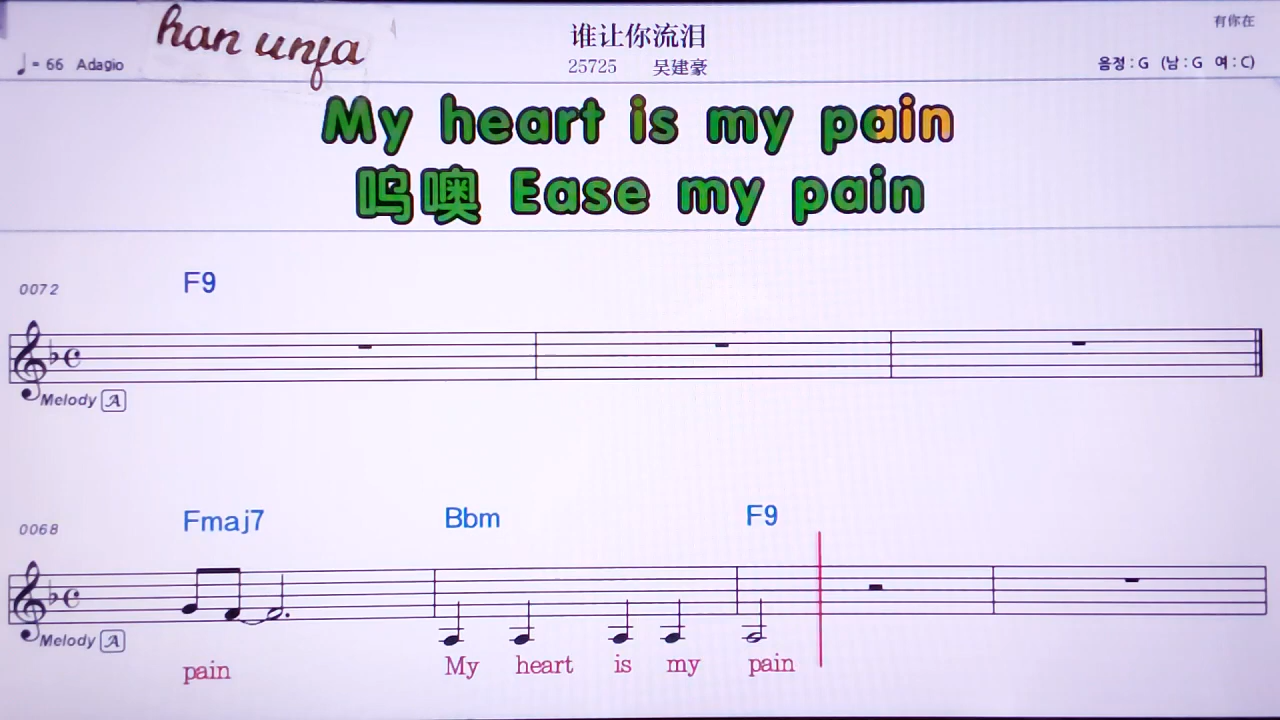 han unfa
谁让你流泪
有你在
♩= 66 Adagio
25725 吴建豪
음정 : G (남 : G 여 : C)
My heart is my pain
呜噢 Ease my pain
0072
F9
Melody A
0068
Fmaj7 Bbm F9
Melody A
pain My heart is my pain